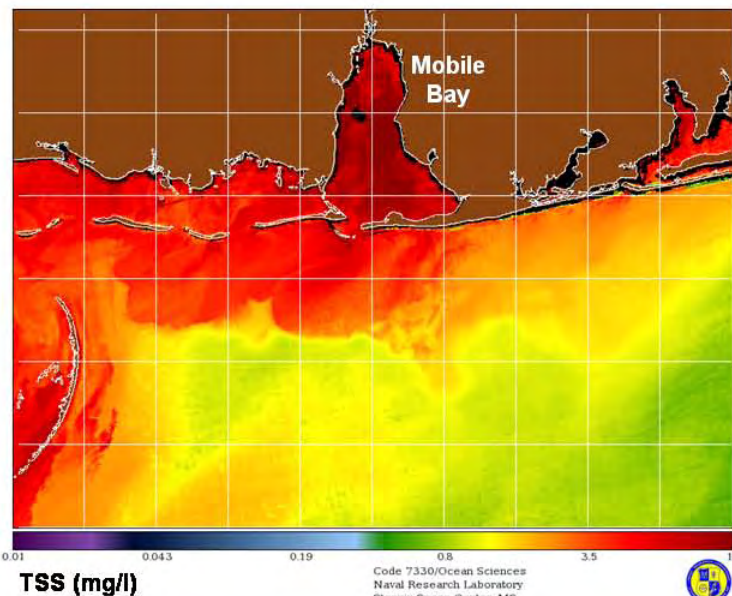 Mobile
Bay
0.01 0.043 0.19 0.8 3.5
TSS (mg/l)
Code 7330/Ocean Sciences
Naval Research Laboratory